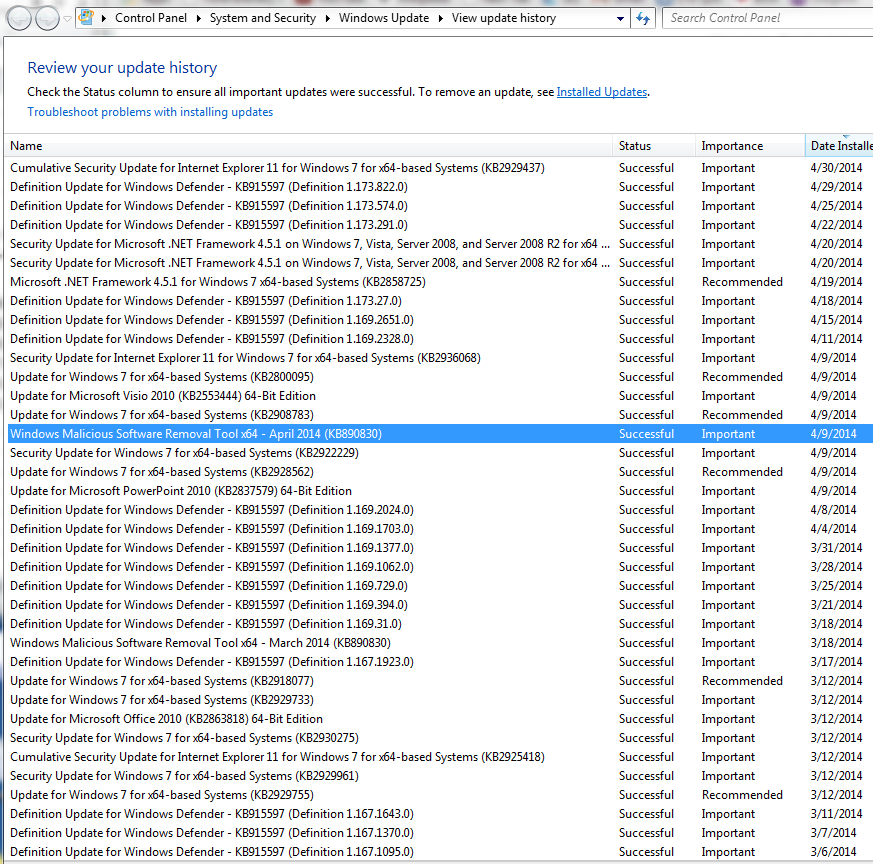 Control Panel ▸ System and Security ▸ Windows Update ▸ View update history Search Control Panel
Review your update history
Check the Status column to ensure all important updates were successful. To remove an update, see Installed Updates.
Troubleshoot problems with installing updates
Name Status Importance Date Installe
Cumulative Security Update for Internet Explorer 11 for Windows 7 for x64-based Systems (KB2929437) Successful Important 4/30/2014
Definition Update for Windows Defender - KB915597 (Definition 1.173.822.0) Successful Important 4/29/2014
Definition Update for Windows Defender - KB915597 (Definition 1.173.574.0) Successful Important 4/25/2014
Definition Update for Windows Defender - KB915597 (Definition 1.173.291.0) Successful Important 4/22/2014
Security Update for Microsoft .NET Framework 4.5.1 on Windows 7, Vista, Server 2008, and Server 2008 R2 for x64 ... Successful Important 4/20/2014
Security Update for Microsoft .NET Framework 4.5.1 on Windows 7, Vista, Server 2008, and Server 2008 R2 for x64 ... Successful Important 4/20/2014
Microsoft .NET Framework 4.5.1 for Windows 7 x64-based Systems (KB2858725) Successful Recommended 4/19/2014
Definition Update for Windows Defender - KB915597 (Definition 1.173.27.0) Successful Important 4/18/2014
Definition Update for Windows Defender - KB915597 (Definition 1.169.2651.0) Successful Important 4/15/2014
Definition Update for Windows Defender - KB915597 (Definition 1.169.2328.0) Successful Important 4/11/2014
Security Update for Internet Explorer 11 for Windows 7 for x64-based Systems (KB2936068) Successful Important 4/9/2014
Update for Windows 7 for x64-based Systems (KB2800095) Successful Recommended 4/9/2014
Update for Microsoft Visio 2010 (KB2553444) 64-Bit Edition Successful Important 4/9/2014
Update for Windows 7 for x64-based Systems (KB2908783) Successful Recommended 4/9/2014
Windows Malicious Software Removal Tool x64 - April 2014 (KB890830) Successful Important 4/9/2014
Security Update for Windows 7 for x64-based Systems (KB2922229) Successful Important 4/9/2014
Update for Windows 7 for x64-based Systems (KB2928562) Successful Recommended 4/9/2014
Update for Microsoft PowerPoint 2010 (KB2837579) 64-Bit Edition Successful Important 4/9/2014
Definition Update for Windows Defender - KB915597 (Definition 1.169.2024.0) Successful Important 4/8/2014
Definition Update for Windows Defender - KB915597 (Definition 1.169.1703.0) Successful Important 4/4/2014
Definition Update for Windows Defender - KB915597 (Definition 1.169.1377.0) Successful Important 3/31/2014
Definition Update for Windows Defender - KB915597 (Definition 1.169.1062.0) Successful Important 3/28/2014
Definition Update for Windows Defender - KB915597 (Definition 1.169.729.0) Successful Important 3/25/2014
Definition Update for Windows Defender - KB915597 (Definition 1.169.394.0) Successful Important 3/21/2014
Definition Update for Windows Defender - KB915597 (Definition 1.169.31.0) Successful Important 3/18/2014
Windows Malicious Software Removal Tool x64 - March 2014 (KB890830) Successful Important 3/18/2014
Definition Update for Windows Defender - KB915597 (Definition 1.167.1923.0) Successful Important 3/17/2014
Update for Windows 7 for x64-based Systems (KB2918077) Successful Recommended 3/12/2014
Update for Windows 7 for x64-based Systems (KB2929733) Successful Important 3/12/2014
Update for Microsoft Office 2010 (KB2863818) 64-Bit Edition Successful Important 3/12/2014
Security Update for Windows 7 for x64-based Systems (KB2930275) Successful Important 3/12/2014
Cumulative Security Update for Internet Explorer 11 for Windows 7 for x64-based Systems (KB2925418) Successful Important 3/12/2014
Security Update for Windows 7 for x64-based Systems (KB2929961) Successful Important 3/12/2014
Update for Windows 7 for x64-based Systems (KB2929755) Successful Recommended 3/12/2014
Definition Update for Windows Defender - KB915597 (Definition 1.167.1643.0) Successful Important 3/11/2014
Definition Update for Windows Defender - KB915597 (Definition 1.167.1370.0) Successful Important 3/7/2014
Definition Update for Windows Defender - KB915597 (Definition 1.167.1095.0) Successful Important 3/6/2014